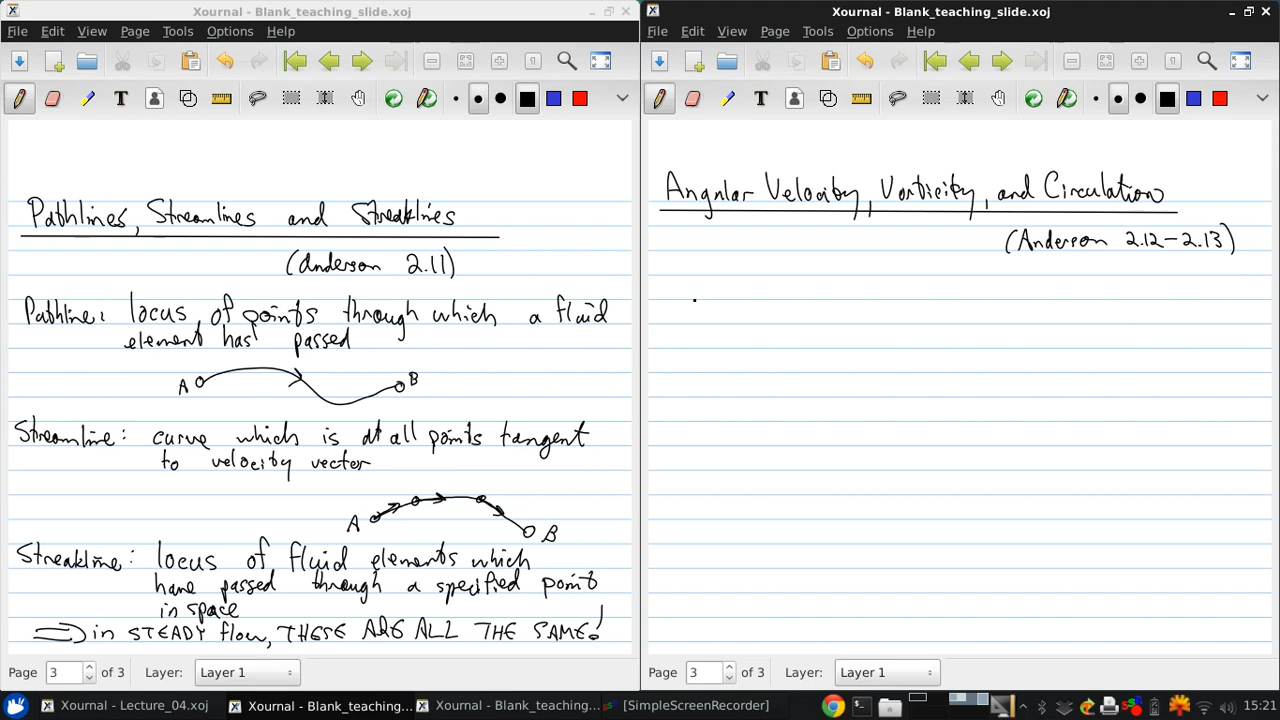 Xournal - Blank_teaching_slide.xoj
File Edit View Page Tools Options Help
Pathlines, Streamlines and Streaklines
(Anderson 2.11)
Pathline: locus of points through which a fluid
element has passed
A B
Streamline: curve which is at all points tangent
to velocity vector
A B
Streakline: locus of fluid elements which
have passed through a specified point
in space
in STEADY flow, THESE ARE ALL THE SAME!
Page 3 of 3 Layer: Layer 1
Xournal - Blank_teaching_slide.xoj
File Edit View Page Tools Options Help
Angular Velocity, Vorticity, and Circulation
(Anderson 2.12-2.13)
Page 3 of 3 Layer: Layer 1
Xournal - Lecture_04.xoj Xournal - Blank_teaching... Xournal - Blank_teaching... [SimpleScreenRecorder] 15:21